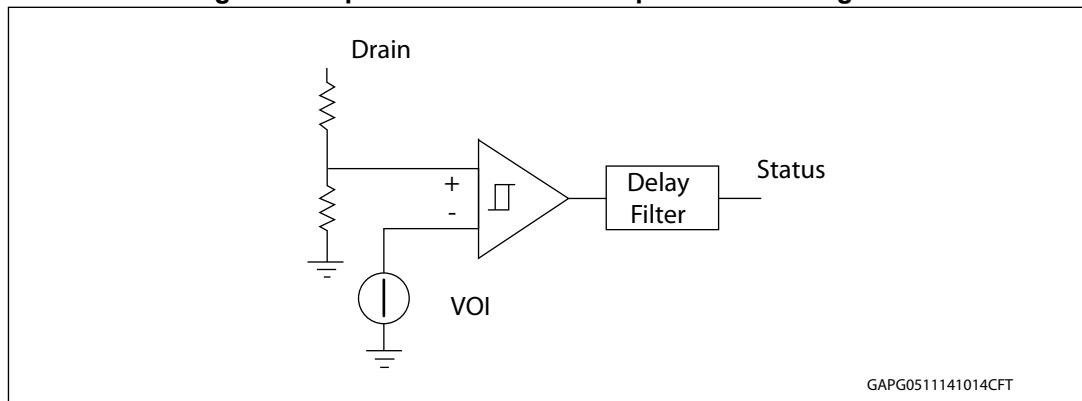 Drain
+
-
Delay
Filter
Status
VOI
GAPG0511141014CFT